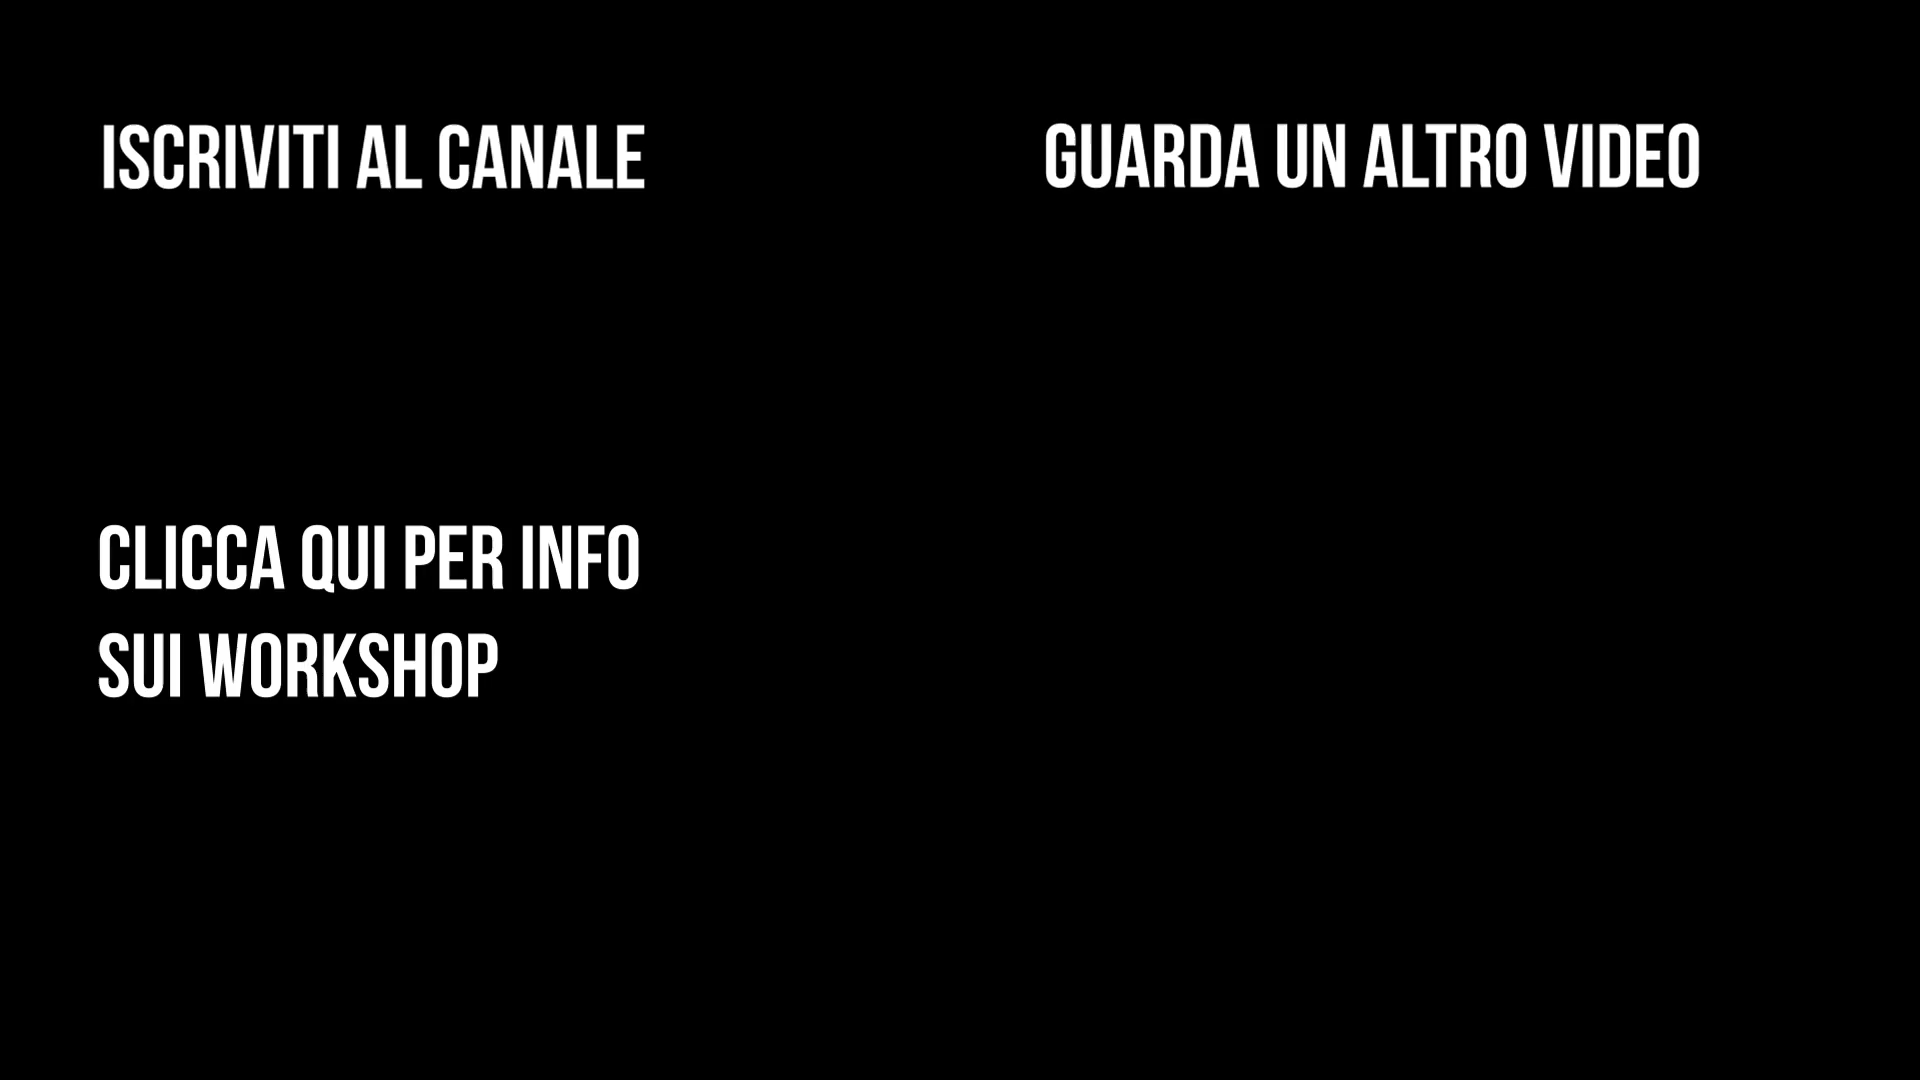 ISCRIVITI AL CANALE
GUARDA UN ALTRO VIDEO
CLICCA QUI PER INFO
SUI WORKSHOP